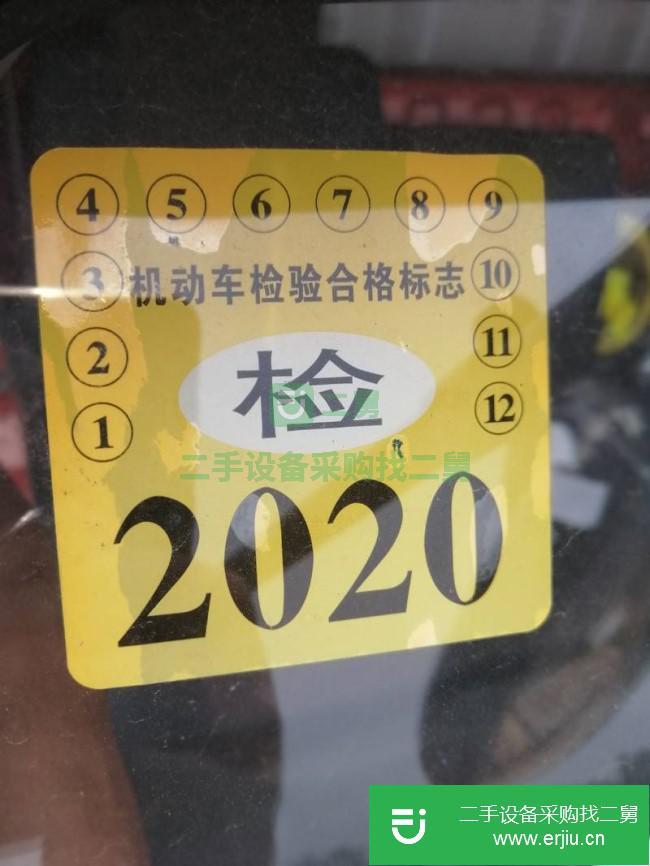 4 5 6 7 8 9
3 机动车检验合格标志 10
2 11
检
1 12
二舅
二手设备采购找二舅
2020
二手设备采购找二舅
www.erjiu.cn